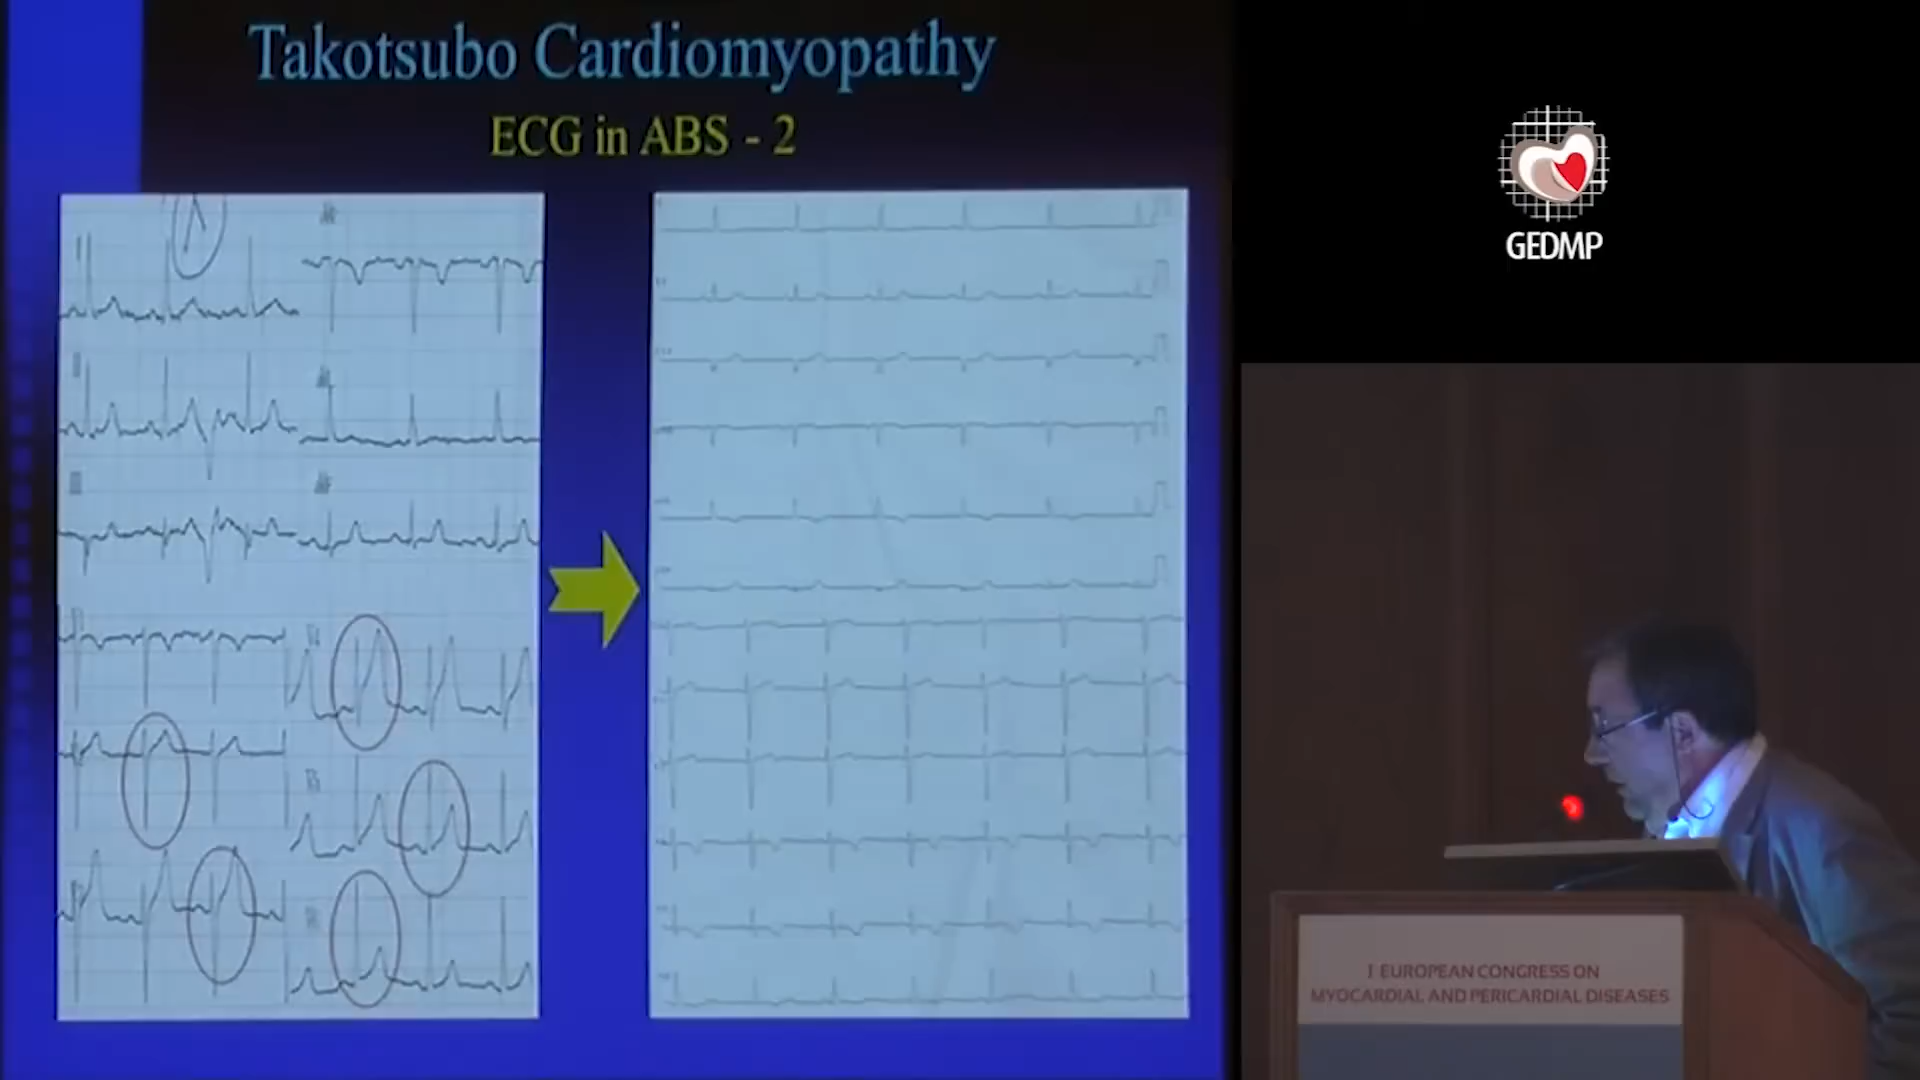 Takotsubo Cardiomyopathy
ECG in ABS - 2
GEDMP
I EUROPEAN CONGRESS ON
MYOCARDIAL AND PERICARDIAL DISEASES